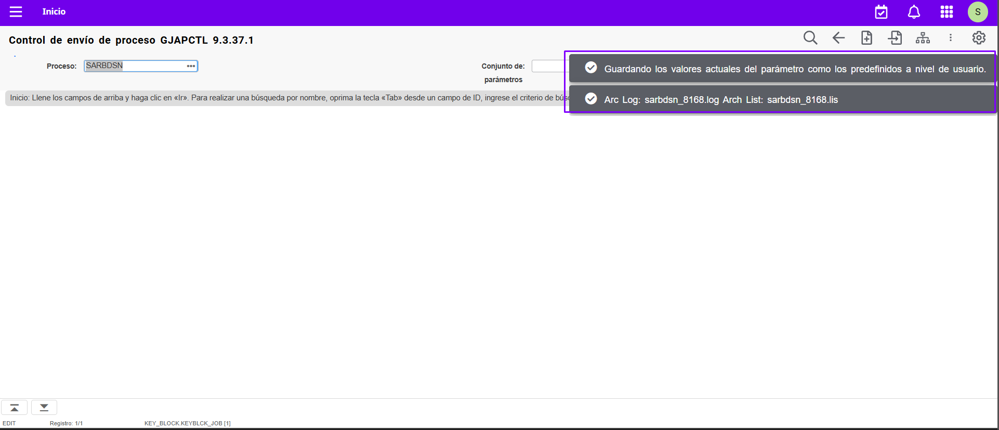 Inicio
S
Control de envío de proceso GJAPCTL 9.3.37.1
Proceso: SARBDSN
Conjunto de:
parámetros
Guardando los valores actuales del parámetro como los predefinidos a nivel de usuario.
Arc Log: sarbdsn_8168.log Arch List: sarbdsn_8168.lis
Inicio: Llene los campos de arriba y haga clic en «Ir». Para realizar una búsqueda por nombre, oprima la tecla «Tab» desde un campo de ID, ingrese el criterio de
EDIT
Registro: 1/1
KEY_BLOCK.KEYBLCK_JOB [1]